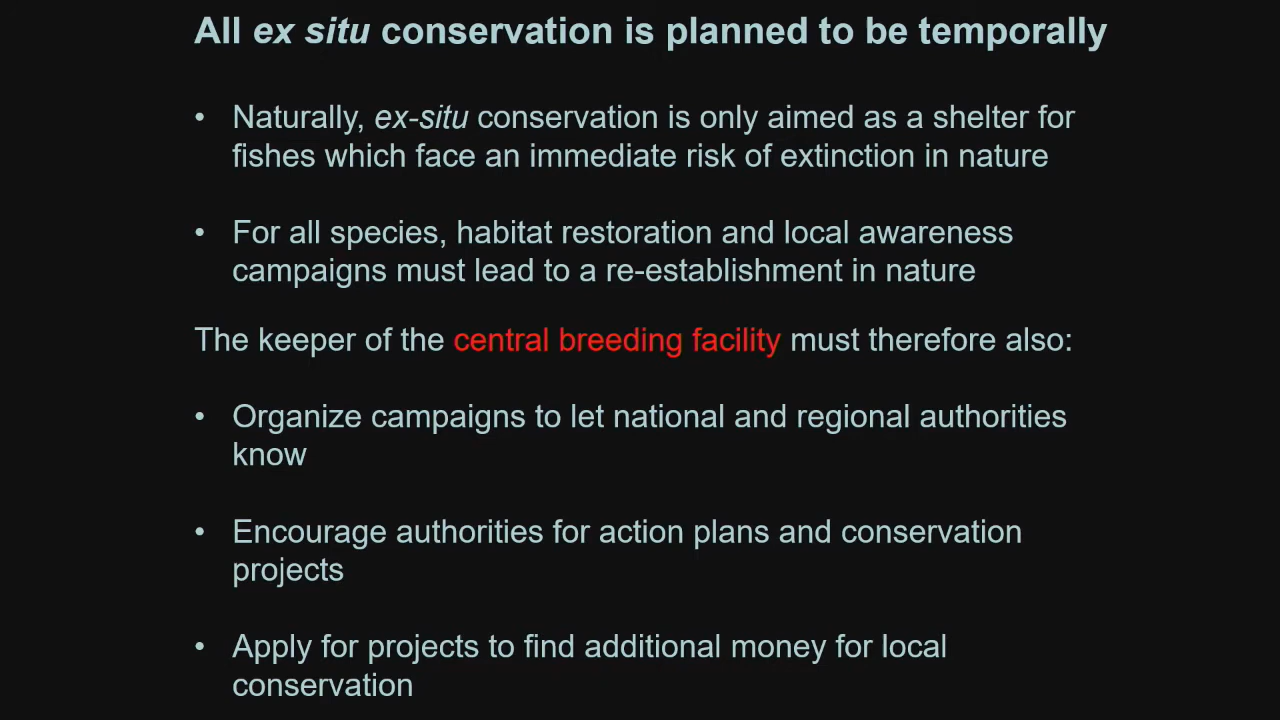 All ex situ conservation is planned to be temporally
• Naturally, ex-situ conservation is only aimed as a shelter for
fishes which face an immediate risk of extinction in nature
• For all species, habitat restoration and local awareness
campaigns must lead to a re-establishment in nature
The keeper of the central breeding facility must therefore also:
• Organize campaigns to let national and regional authorities
know
• Encourage authorities for action plans and conservation
projects
• Apply for projects to find additional money for local
conservation